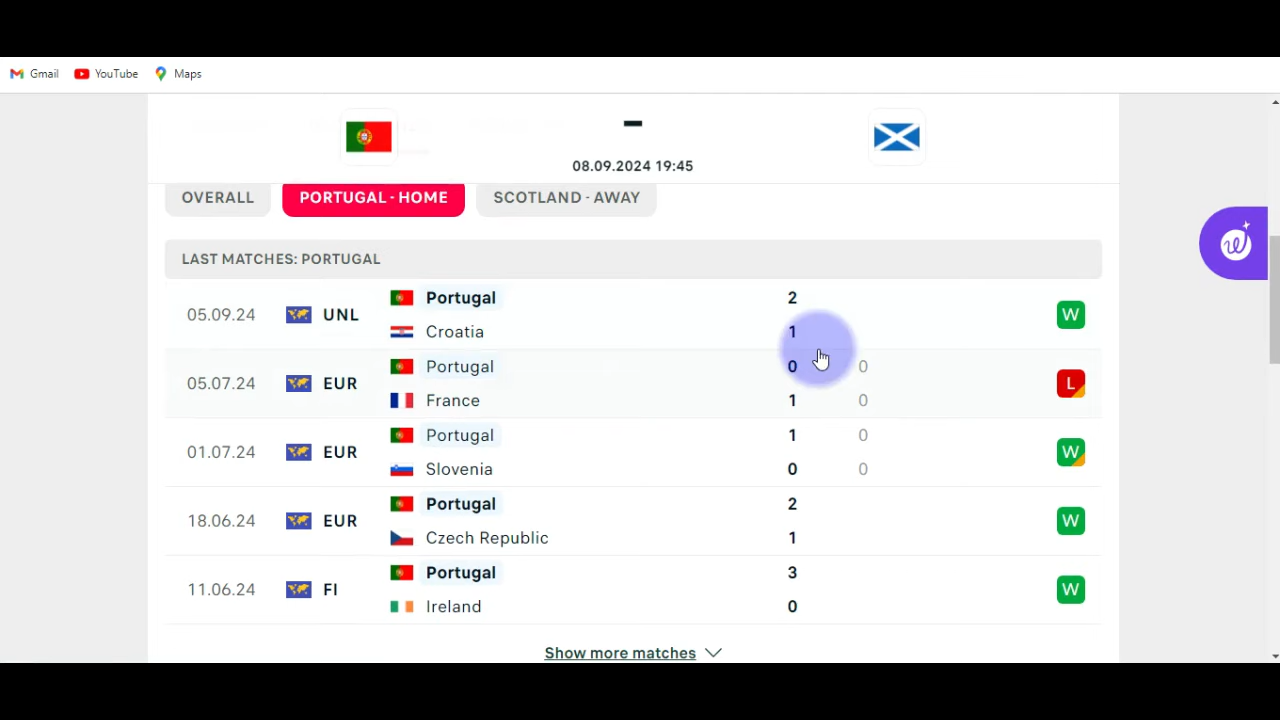 Gmail YouTube Maps
-
08.09.2024 19:45
OVERALL PORTUGAL - HOME SCOTLAND - AWAY
LAST MATCHES: PORTUGAL
05.09.24 UNL Portugal 2 W
Croatia 1
05.07.24 EUR Portugal 0 0 L
France 1 0
01.07.24 EUR Portugal 1 0 W
Slovenia 0 0
18.06.24 EUR Portugal 2 W
Czech Republic 1
11.06.24 FI Portugal 3 W
Ireland 0
Show more matches